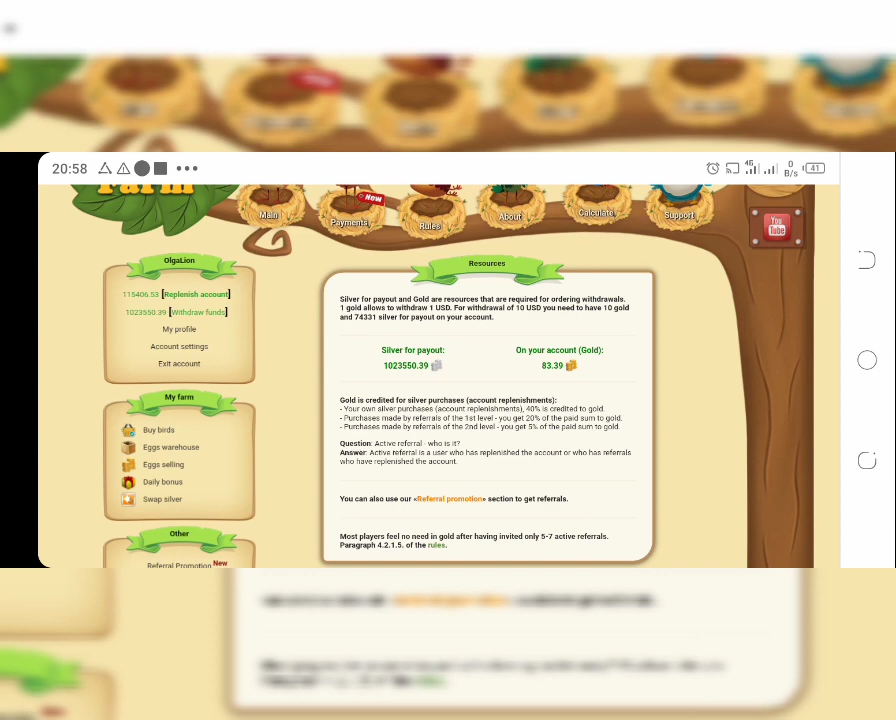 20:58
4G
0
B/s
41
Farm
Main
Payments
New
Rules
About
Calculate
Support
You
Tube
OlgaLion
115406.53 [Replenish account]
1023550.39 [Withdraw funds]
My profile
Account settings
Exit account
My farm
Buy birds
Eggs warehouse
Eggs selling
Daily bonus
Swap silver
Other
Referral Promotion New
Resources
Silver for payout and Gold are resources that are required for ordering withdrawals.
1 gold allows to withdraw 1 USD. For withdrawal of 10 USD you need to have 10 gold
and 74331 silver for payout on your account.
Silver for payout:
1023550.39
On your account (Gold):
83.39
Gold is credited for silver purchases (account replenishments):
- Your own silver purchases (account replenishments), 40% is credited to gold.
- Purchases made by referrals of the 1st level - you get 20% of the paid sum to gold.
- Purchases made by referrals of the 2nd level - you get 5% of the paid sum to gold.
Question: Active referral - who is it?
Answer: Active referral is a user who has replenished the account or who has referrals
who have replenished the account.
You can also use our «Referral promotion» section to get referrals.
Most players feel no need in gold after having invited only 5-7 active referrals.
Paragraph 4.2.1.5. of the rules.